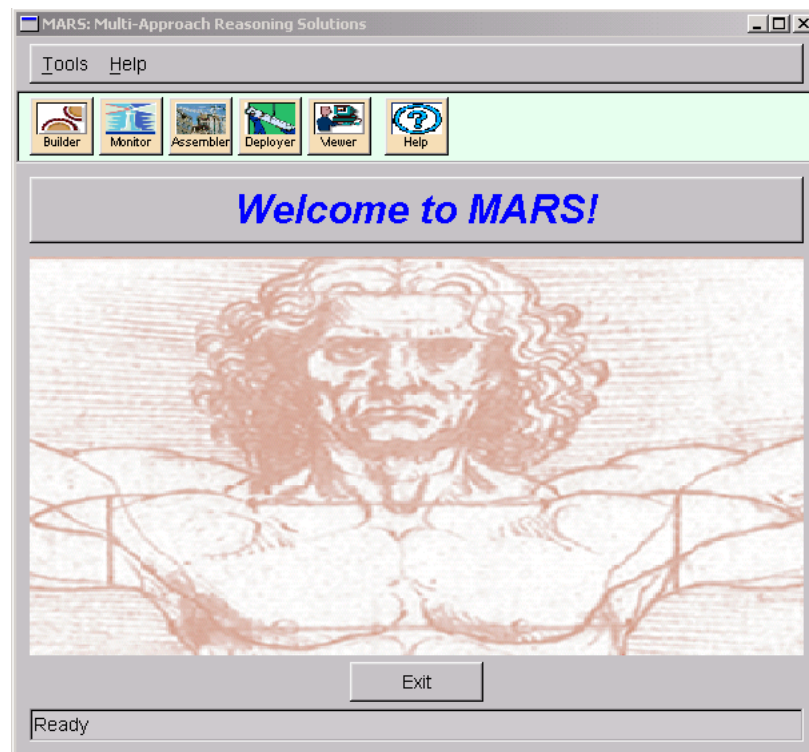 MARS: Multi-Approach Reasoning Solutions
Tools Help
Builder Monitor Assembler Deployer Viewer Help
Welcome to MARS!
Exit
Ready